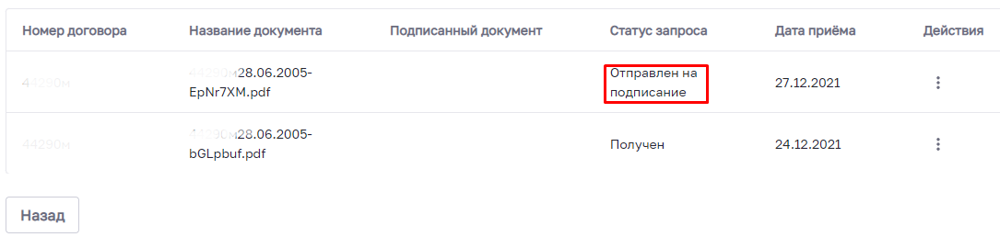 Номер договора Название документа Подписанный документ Статус запроса Дата приёма Действия
44290м 44290м28.06.2005- Отправлен на
EpNr7XM.pdf подписание 27.12.2021
44290м 44290м28.06.2005-
bGLpbuf.pdf Получен 24.12.2021
Назад